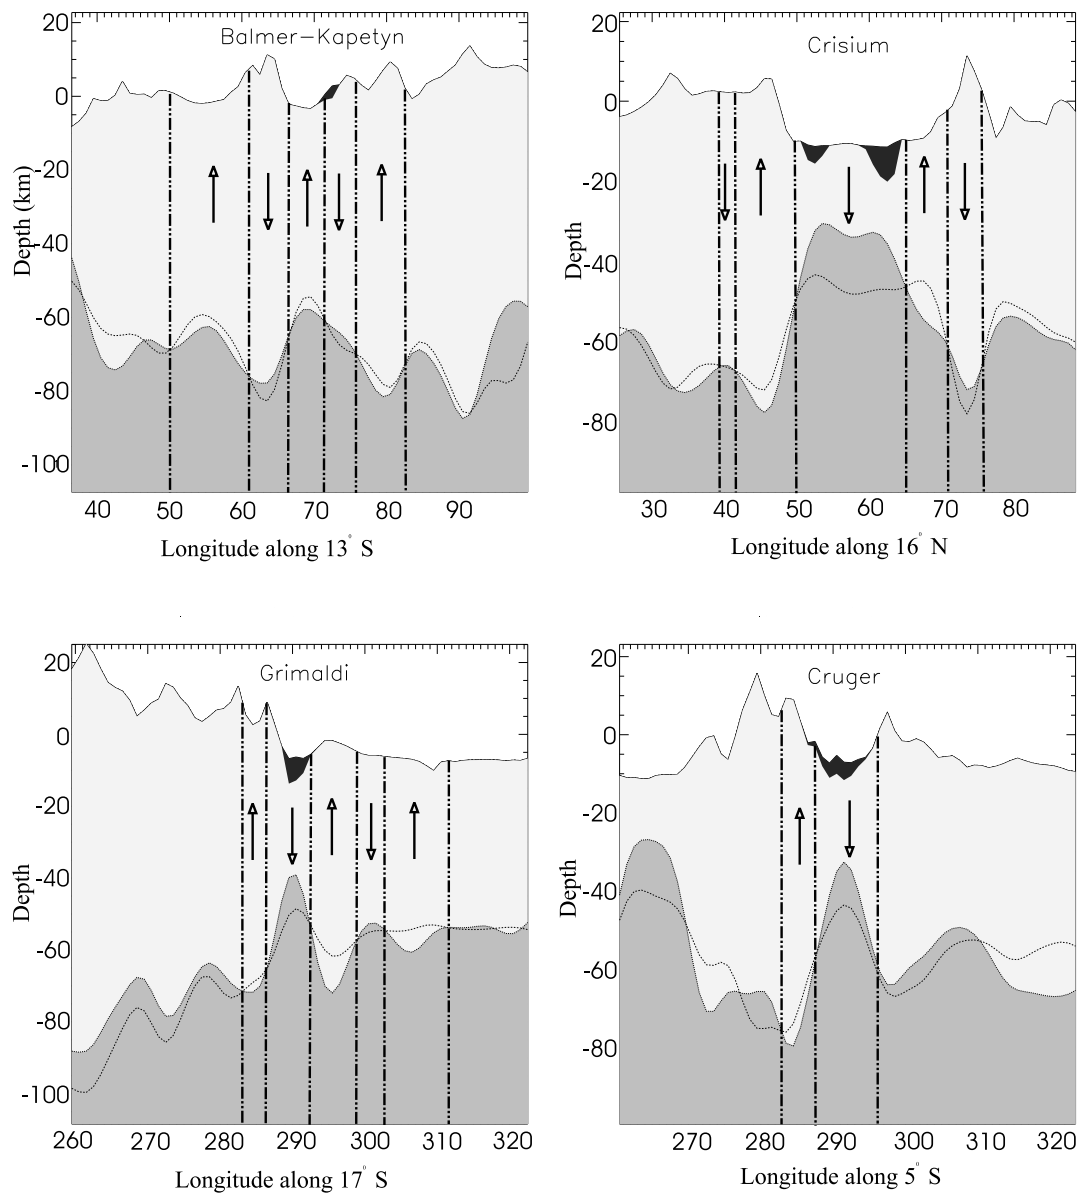 Balmer-Kapetyn
20
0
-20
-40
-60
-80
-100
Depth (km)
40 50 60 70 80 90
Longitude along 13° S
Crisium
20
0
-20
-40
-60
-80
Depth
30 40 50 60 70 80
Longitude along 16° N
Grimaldi
20
0
-20
-40
-60
-80
-100
Depth
260 270 280 290 300 310 320
Longitude along 17° S
Cruger
20
0
-20
-40
-60
-80
Depth
270 280 290 300 310 320
Longitude along 5° S